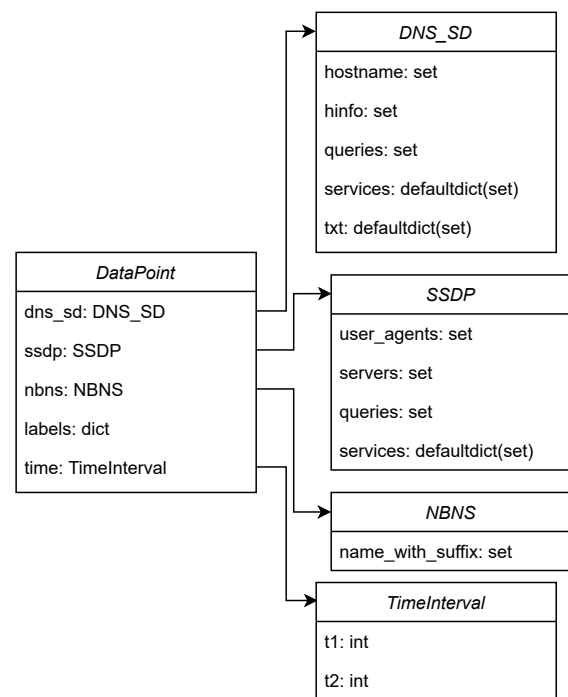 DNS_SD
hostname: set
hinfo: set
queries: set
services: defaultdict(set)
txt: defaultdict(set)
DataPoint
dns_sd: DNS_SD
ssdp: SSDP
nbns: NBNS
labels: dict
time: TimeInterval
SSDP
user_agents: set
servers: set
queries: set
services: defaultdict(set)
NBNS
name_with_suffix: set
TimeInterval
t1: int
t2: int